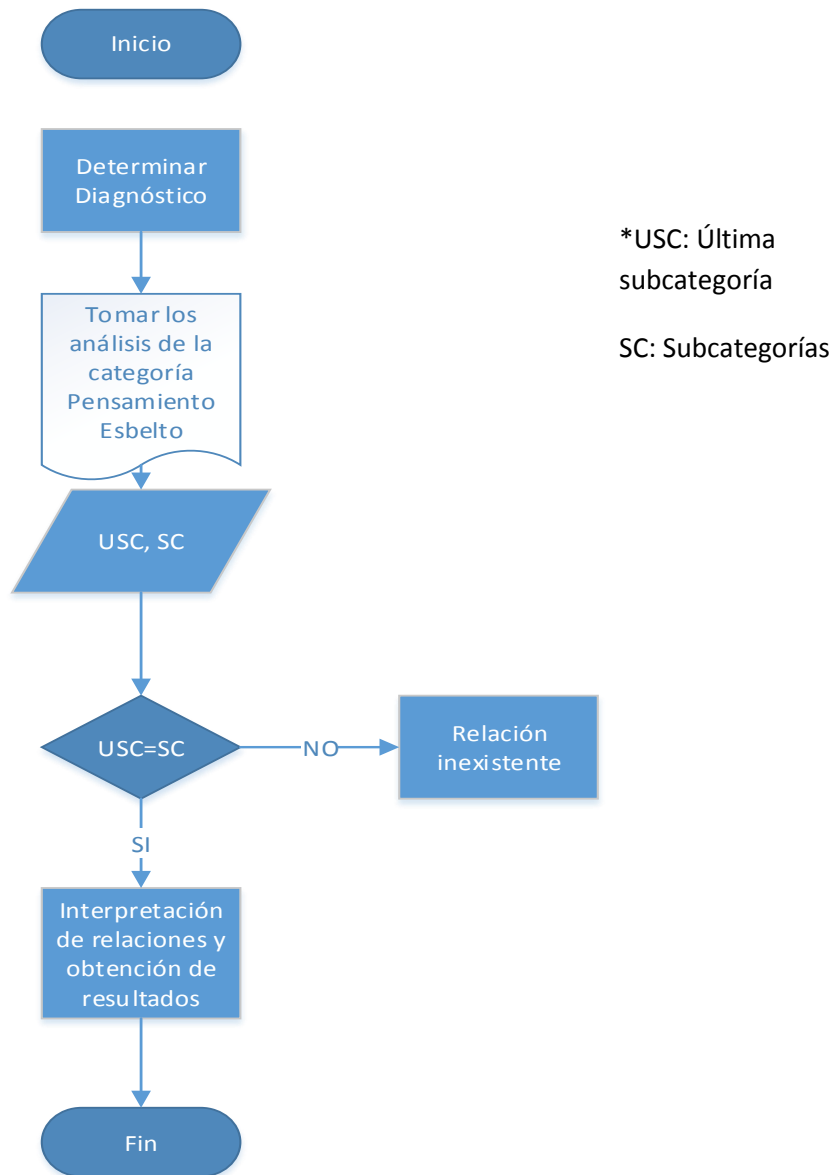 Inicio
Determinar
Diagnóstico
*USC: Última
subcategoría
SC: Subcategorías
Tomar los
análisis de la
categoría
Pensamiento
Esbelto
USC, SC
USC=SC
NO
Relación
inexistente
SI
Interpretación
de relaciones y
obtención de
resultados
Fin